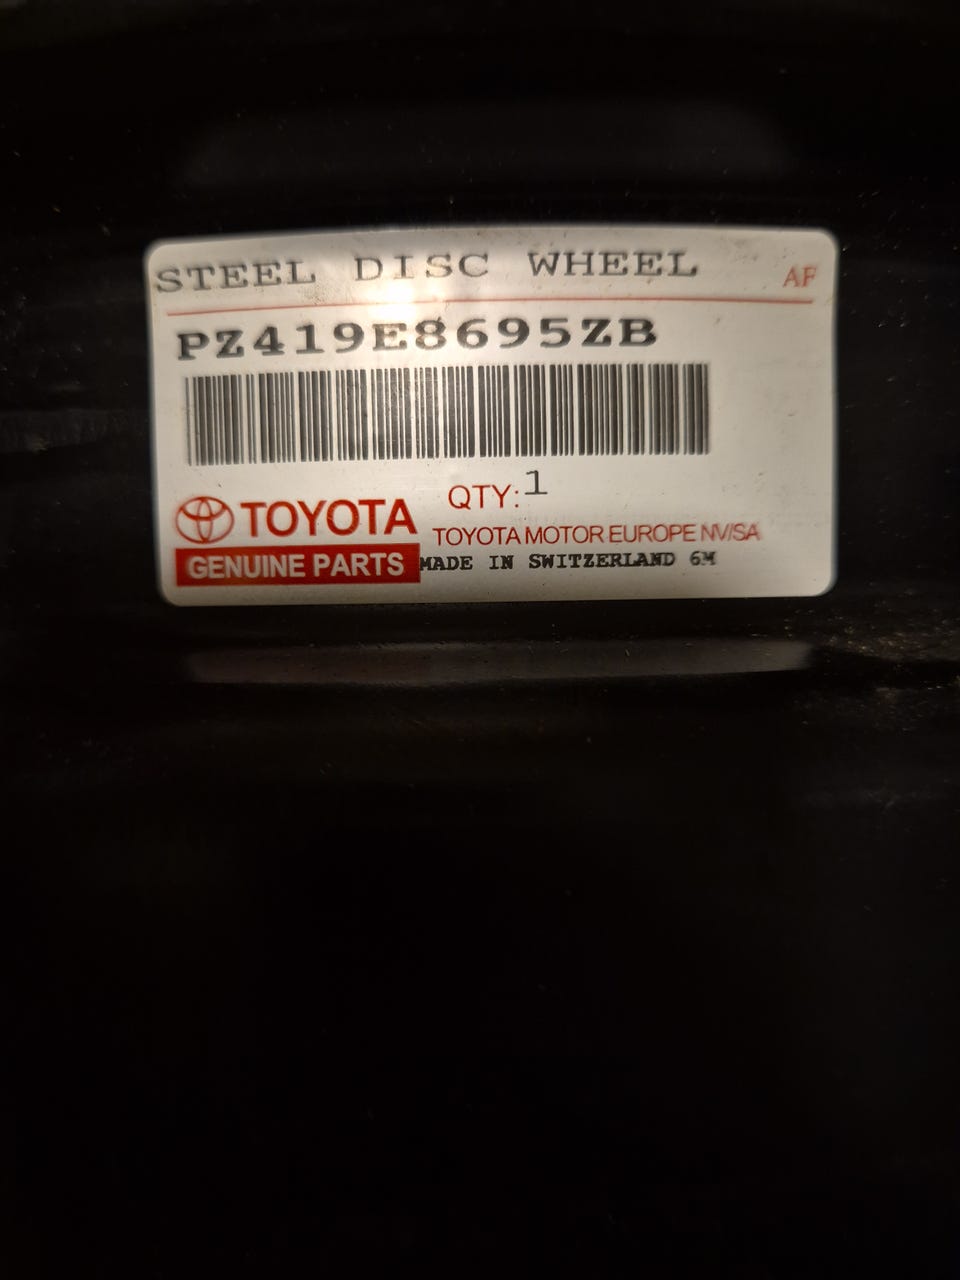 STEEL DISC WHEEL AF
PZ419E8695ZB
QTY: 1
TOYOTA
TOYOTA MOTOR EUROPE NV/SA
GENUINE PARTS MADE IN SWITZERLAND 6M